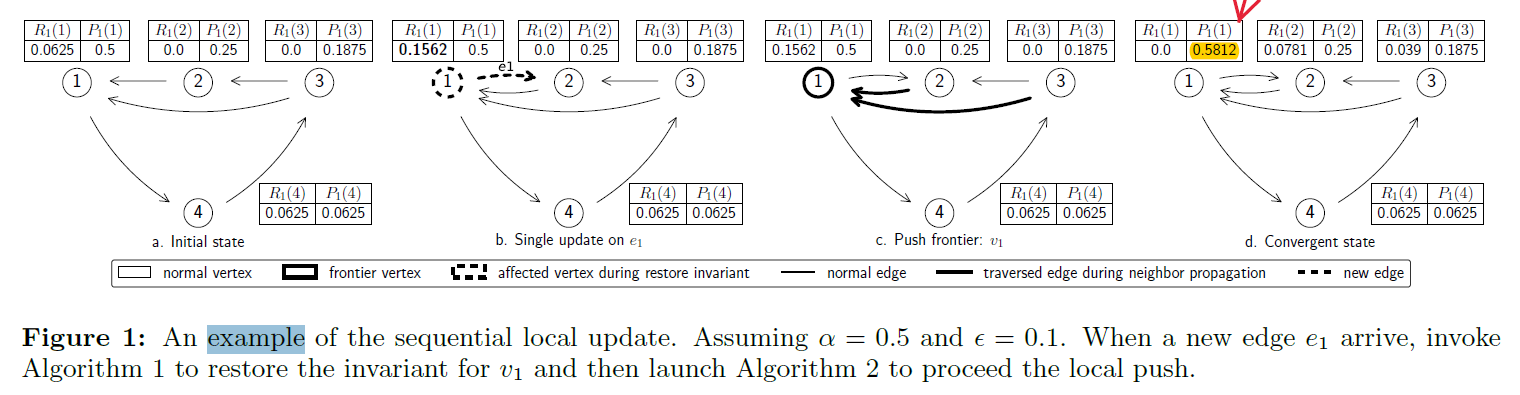 R₁(1) P₁(1) R₁(2) P₁(2) R₁(3) P₁(3) R₁(1) P₁(1) R₁(2) P₁(2) R₁(3) P₁(3) R₁(1) P₁(1) R₁(2) P₁(2) R₁(3) P₁(3) R₁(1) P₁(1) R₁(2) P₁(2) R₁(3) P₁(3)
0.0625 0.5 0.0 0.25 0.0 0.1875 0.1562 0.5 0.0 0.25 0.0 0.1875 0.1562 0.5 0.0 0.25 0.0 0.1875 0.0 0.5812 0.0781 0.25 0.039 0.1875
e1
1 2 3 1 2 3 1 2 3 1 2 3
R₁(4) P₁(4) R₁(4) P₁(4) R₁(4) P₁(4) R₁(4) P₁(4)
4 0.0625 0.0625 4 0.0625 0.0625 4 0.0625 0.0625 4 0.0625 0.0625
a. Initial state b. Single update on e₁ c. Push frontier: v₁ d. Convergent state
normal vertex frontier vertex affected vertex during restore invariant normal edge traversed edge during neighbor propagation new edge
Figure 1: An example of the sequential local update. Assuming α = 0.5 and ϵ = 0.1. When a new edge e₁ arrive, invoke
Algorithm 1 to restore the invariant for v₁ and then launch Algorithm 2 to proceed the local push.